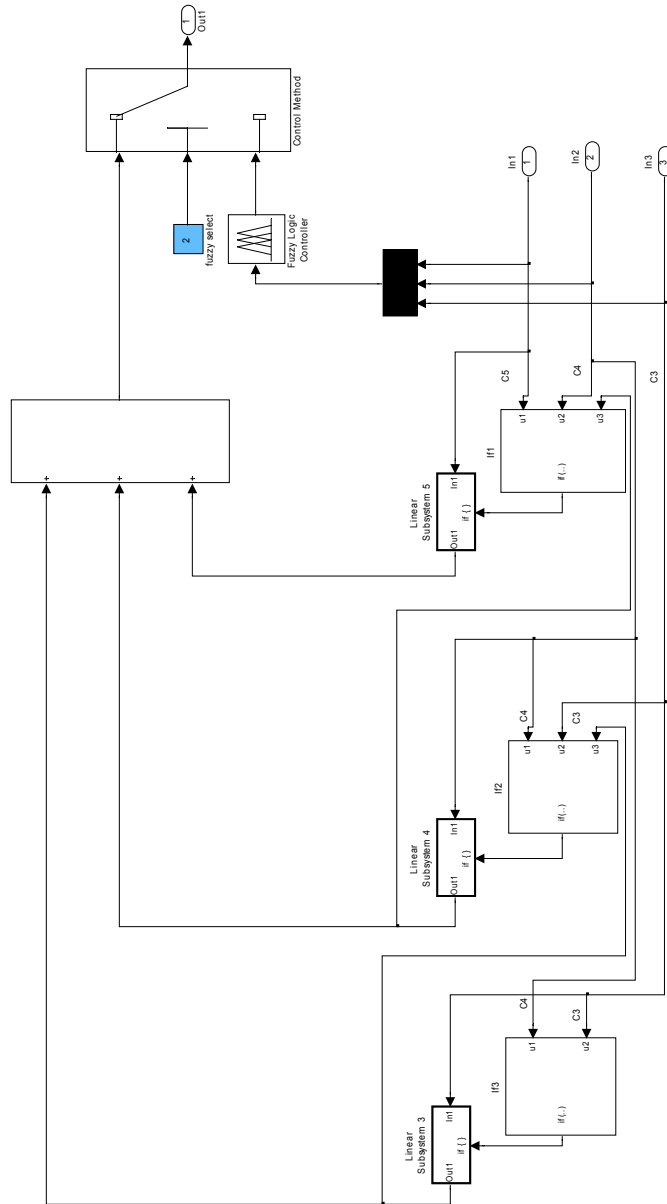 1
Out1
Control Method
2
fuzzy select
Fuzzy Logic
Controller
In1
1
In2
2
In3
3
+
+
+
C5
C4
C3
u1
u2
u3
if(..)
If1
Linear
Subsystem 5
In1
if { }
Out1
C4
C3
u1
u2
u3
if(..)
If2
Linear
Subsystem 4
In1
if { }
Out1
C4
C3
u1
u2
if(..)
If3
Linear
Subsystem 3
In1
if { }
Out1